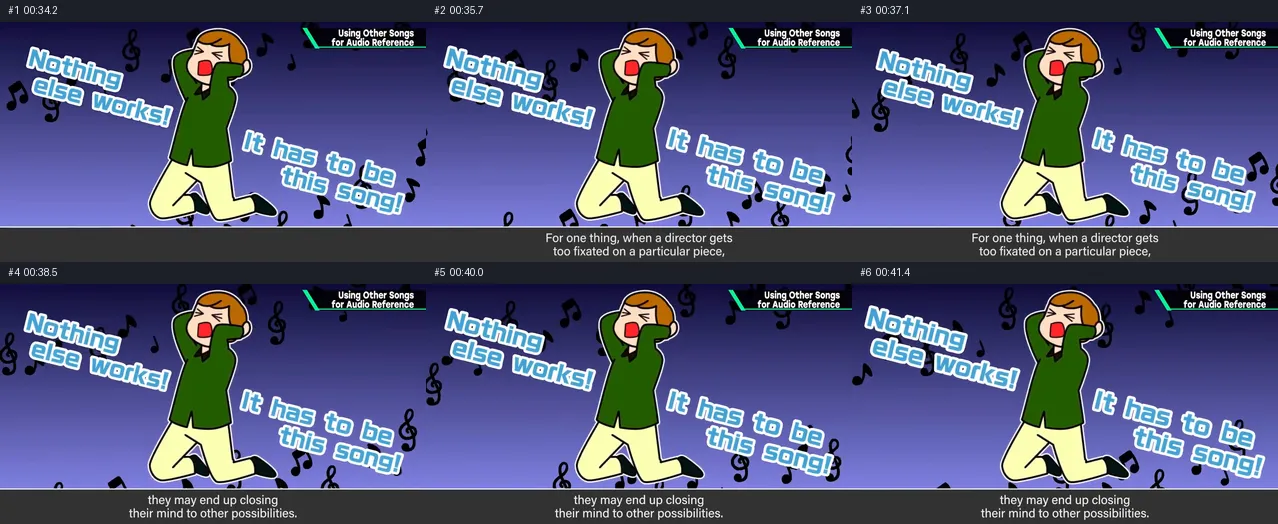 #1 00:34.2
Using Other Songs
for Audio Reference
Nothing
else works!
It has to be
this song!
#2 00:35.7
Using Other Songs
for Audio Reference
Nothing
else works!
It has to be
this song!
For one thing, when a director gets
too fixated on a particular piece,
#3 00:37.1
Using Other Songs
for Audio Reference
Nothing
else works!
It has to be
this song!
For one thing, when a director gets
too fixated on a particular piece,
#4 00:38.5
Using Other Songs
for Audio Reference
Nothing
else works!
It has to be
this song!
they may end up closing
their mind to other possibilities.
#5 00:40.0
Using Other Songs
for Audio Reference
Nothing
else works!
It has to be
this song!
they may end up closing
their mind to other possibilities.
#6 00:41.4
Using Other Songs
for Audio Reference
Nothing
else works!
It has to be
this song!
they may end up closing
their mind to other possibilities.